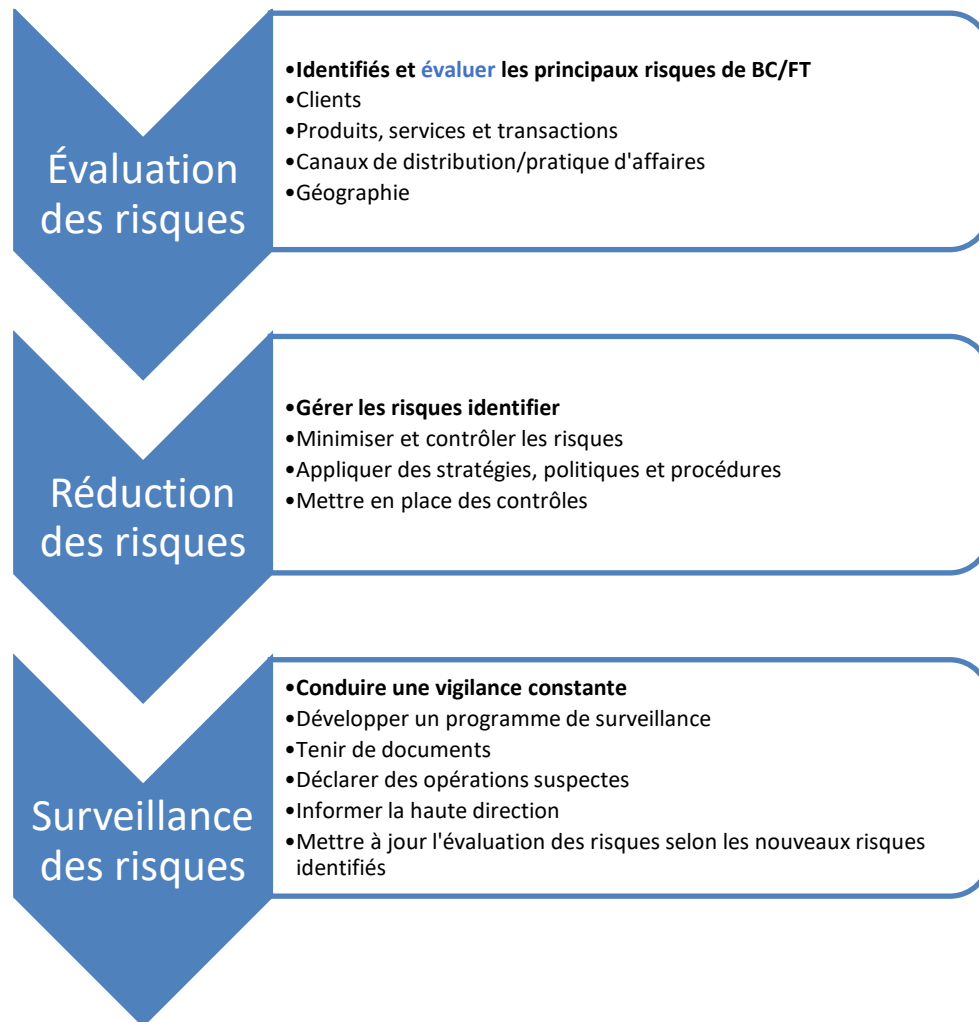 Évaluation
des risques
•Identifiés et évaluer les principaux risques de BC/FT
•Clients
•Produits, services et transactions
•Canaux de distribution/pratique d'affaires
•Géographie
Réduction
des risques
•Gérer les risques identifier
•Minimiser et contrôler les risques
•Appliquer des stratégies, politiques et procédures
•Mettre en place des contrôles
Surveillance
des risques
•Conduire une vigilance constante
•Développer un programme de surveillance
•Tenir de documents
•Déclarer des opérations suspectes
•Informer la haute direction
•Mettre à jour l'évaluation des risques selon les nouveaux risques
identifiés